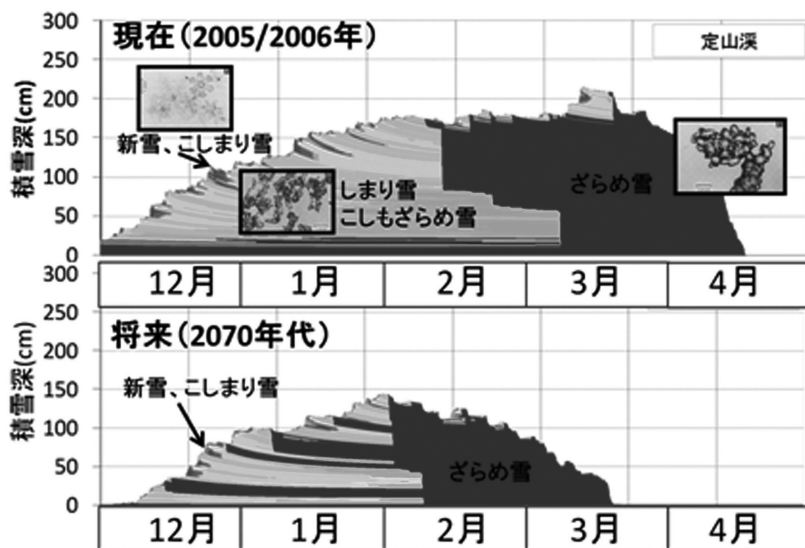 現在(2005/2006年)
定山渓
積雪深(cm)
300
250
200
150
100
50
0
新雪、こしまり雪
しまり雪
こしもざらめ雪
ざらめ雪
12月 1月 2月 3月 4月
将来(2070年代)
積雪深(cm)
300
250
200
150
100
50
0
新雪、こしまり雪
ざらめ雪
12月 1月 2月 3月 4月